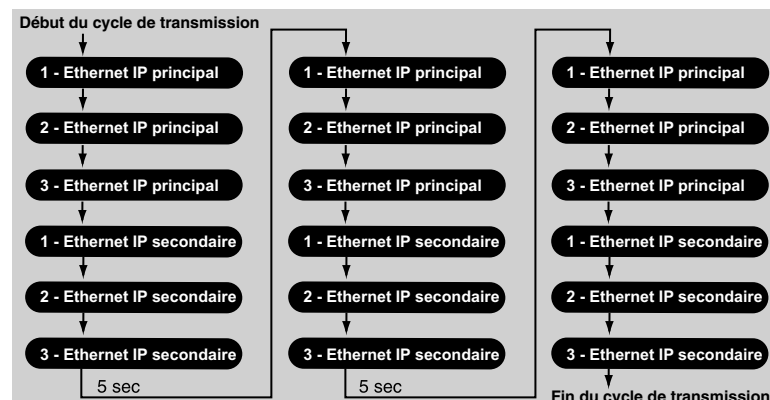 Début du cycle de transmission
1 - Ethernet IP principal
2 - Ethernet IP principal
3 - Ethernet IP principal
1 - Ethernet IP secondaire
2 - Ethernet IP secondaire
3 - Ethernet IP secondaire
5 sec
1 - Ethernet IP principal
2 - Ethernet IP principal
3 - Ethernet IP principal
1 - Ethernet IP secondaire
2 - Ethernet IP secondaire
3 - Ethernet IP secondaire
5 sec
1 - Ethernet IP principal
2 - Ethernet IP principal
3 - Ethernet IP principal
1 - Ethernet IP secondaire
2 - Ethernet IP secondaire
3 - Ethernet IP secondaire
Fin du cycle de transmission